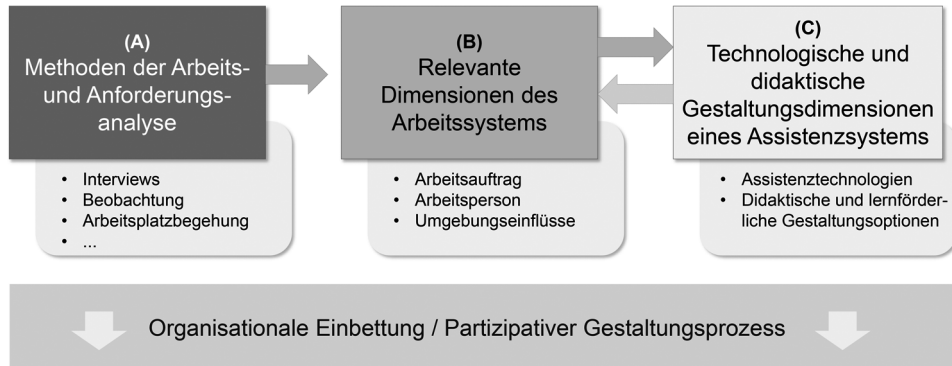 (A)
Methoden der Arbeits-
und Anforderungs-
analyse
• Interviews
• Beobachtung
• Arbeitsplatzbegehung
• ...
(B)
Relevante
Dimensionen des
Arbeitssystems
• Arbeitsauftrag
• Arbeitsperson
• Umgebungseinflüsse
(C)
Technologische und
didaktische
Gestaltungsdimensionen
eines Assistenzsystems
• Assistenztechnologien
• Didaktische und lernförder-
liche Gestaltungsoptionen
Organisationale Einbettung / Partizipativer Gestaltungsprozess